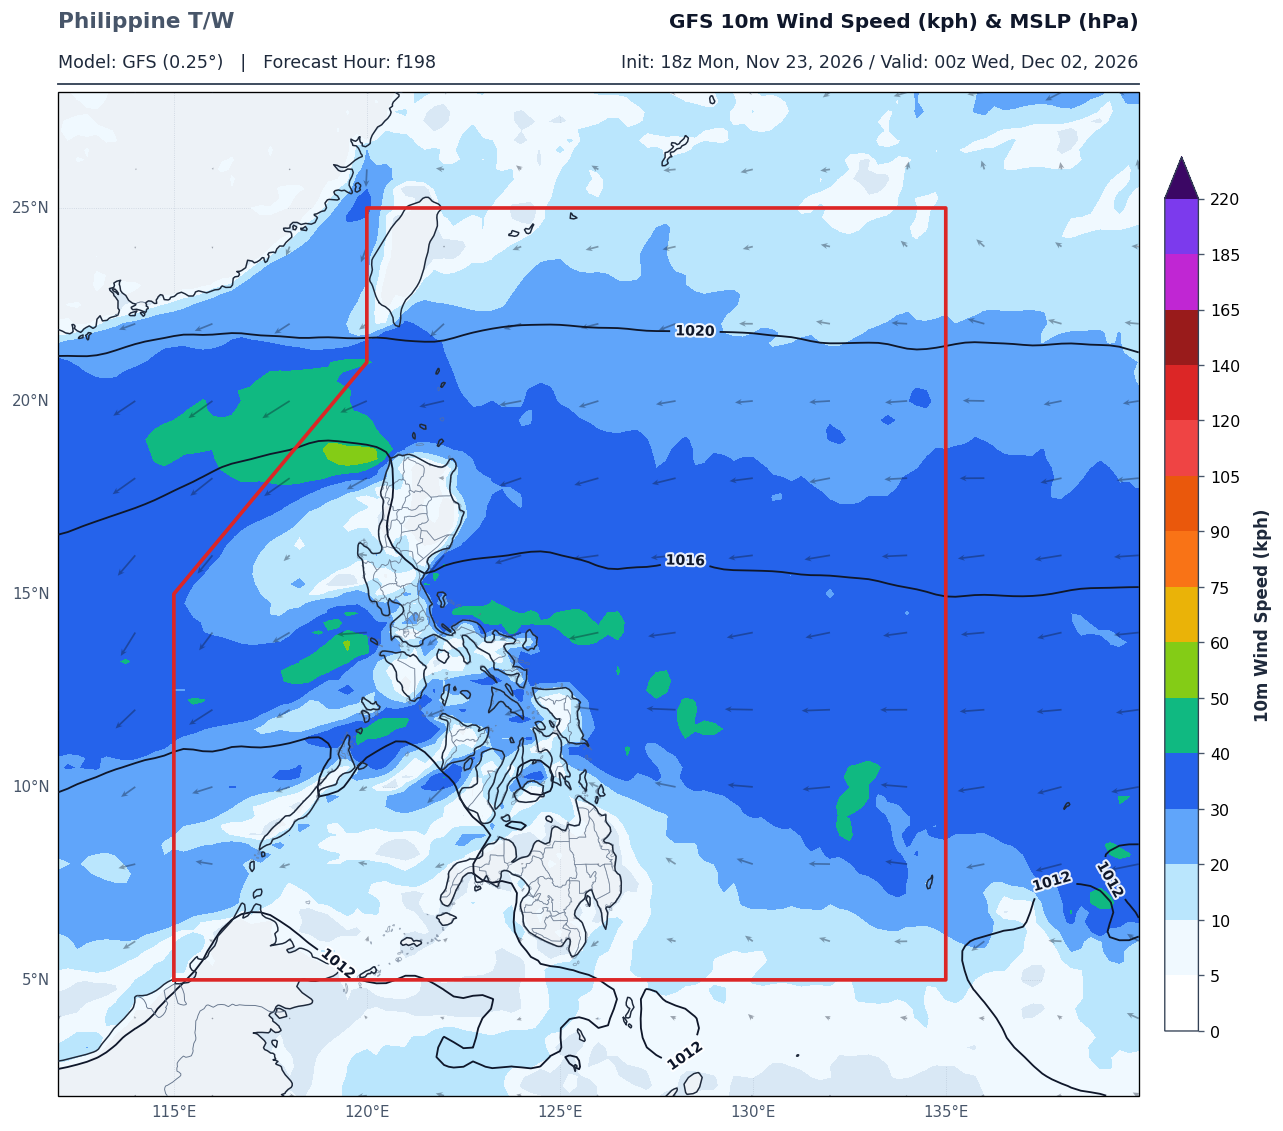 Philippine T/W
GFS 10m Wind Speed (kph) & MSLP (hPa)
Model: GFS (0.25°)   |   Forecast Hour: f198
Init: 18z Mon, Nov 23, 2026 / Valid: 00z Wed, Dec 02, 2026
25°N
20°N
15°N
10°N
5°N
115°E
120°E
125°E
130°E
135°E
1020
1016
1012
1012
1012
1012
220
185
165
140
120
105
90
75
60
50
40
30
20
10
5
0
10m Wind Speed (kph)